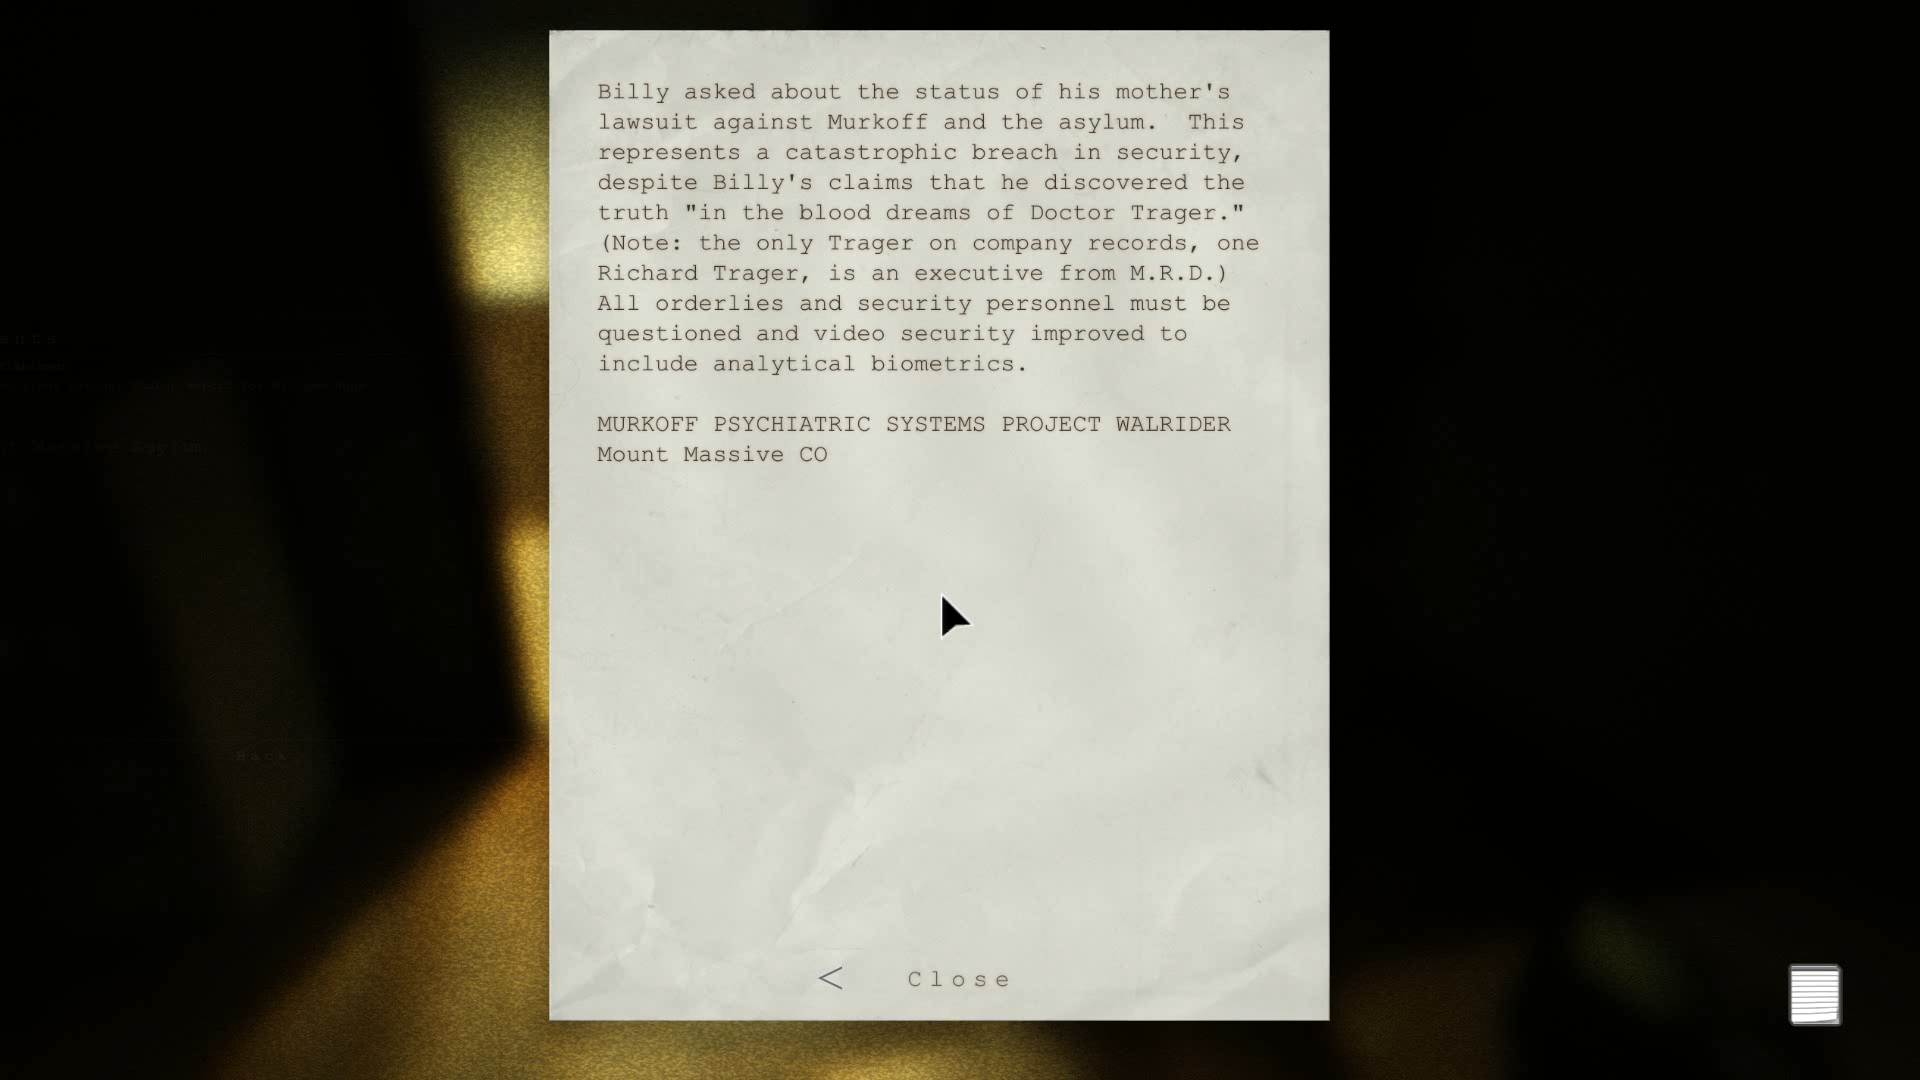 Billy asked about the status of his mother's
lawsuit against Murkoff and the asylum.  This
represents a catastrophic breach in security,
despite Billy's claims that he discovered the
truth "in the blood dreams of Doctor Trager."
(Note: the only Trager on company records, one
Richard Trager, is an executive from M.R.D.)
All orderlies and security personnel must be
questioned and video security improved to
include analytical biometrics.
MURKOFF PSYCHIATRIC SYSTEMS PROJECT WALRIDER
Mount Massive CO
Back
< Close